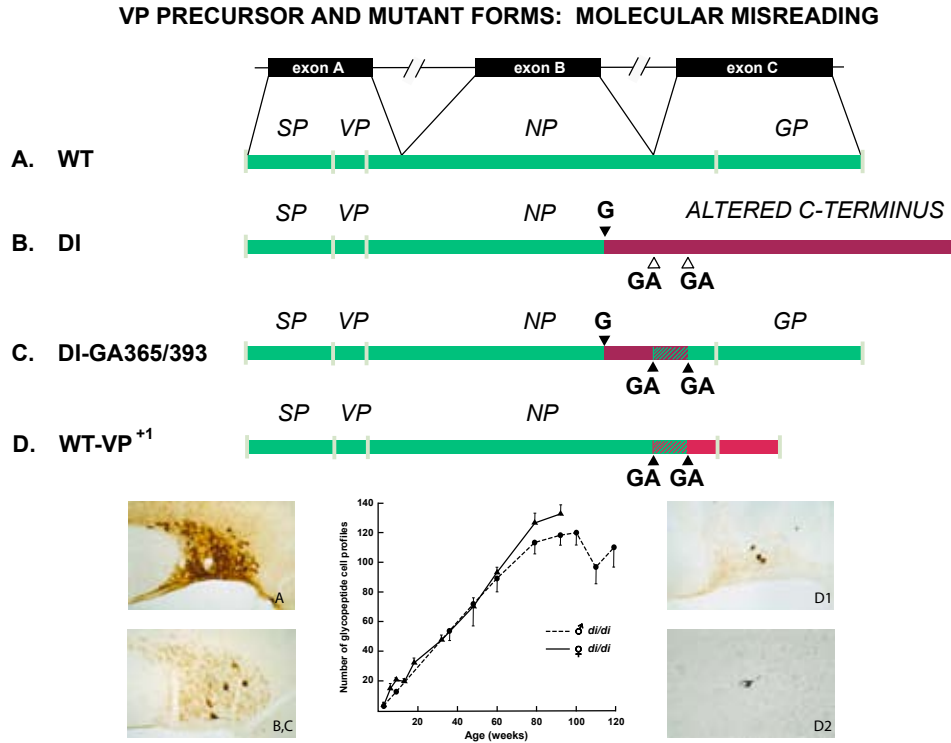 VP PRECURSOR AND MUTANT FORMS: MOLECULAR MISREADING
exon A exon B exon C
SP VP NP GP
A. WT
SP VP NP G ALTERED C-TERMINUS
B. DI
GA GA
SP VP NP G GP
C. DI-GA365/393
GA GA
SP VP NP
D. WT-VP +1
GA GA
A
B,C
Number of glycopeptide cell profiles
140
120
100
80
60
40
20
20 40 60 80 100 120
Age (weeks)
♂ di/di
♀ di/di
D1
D2